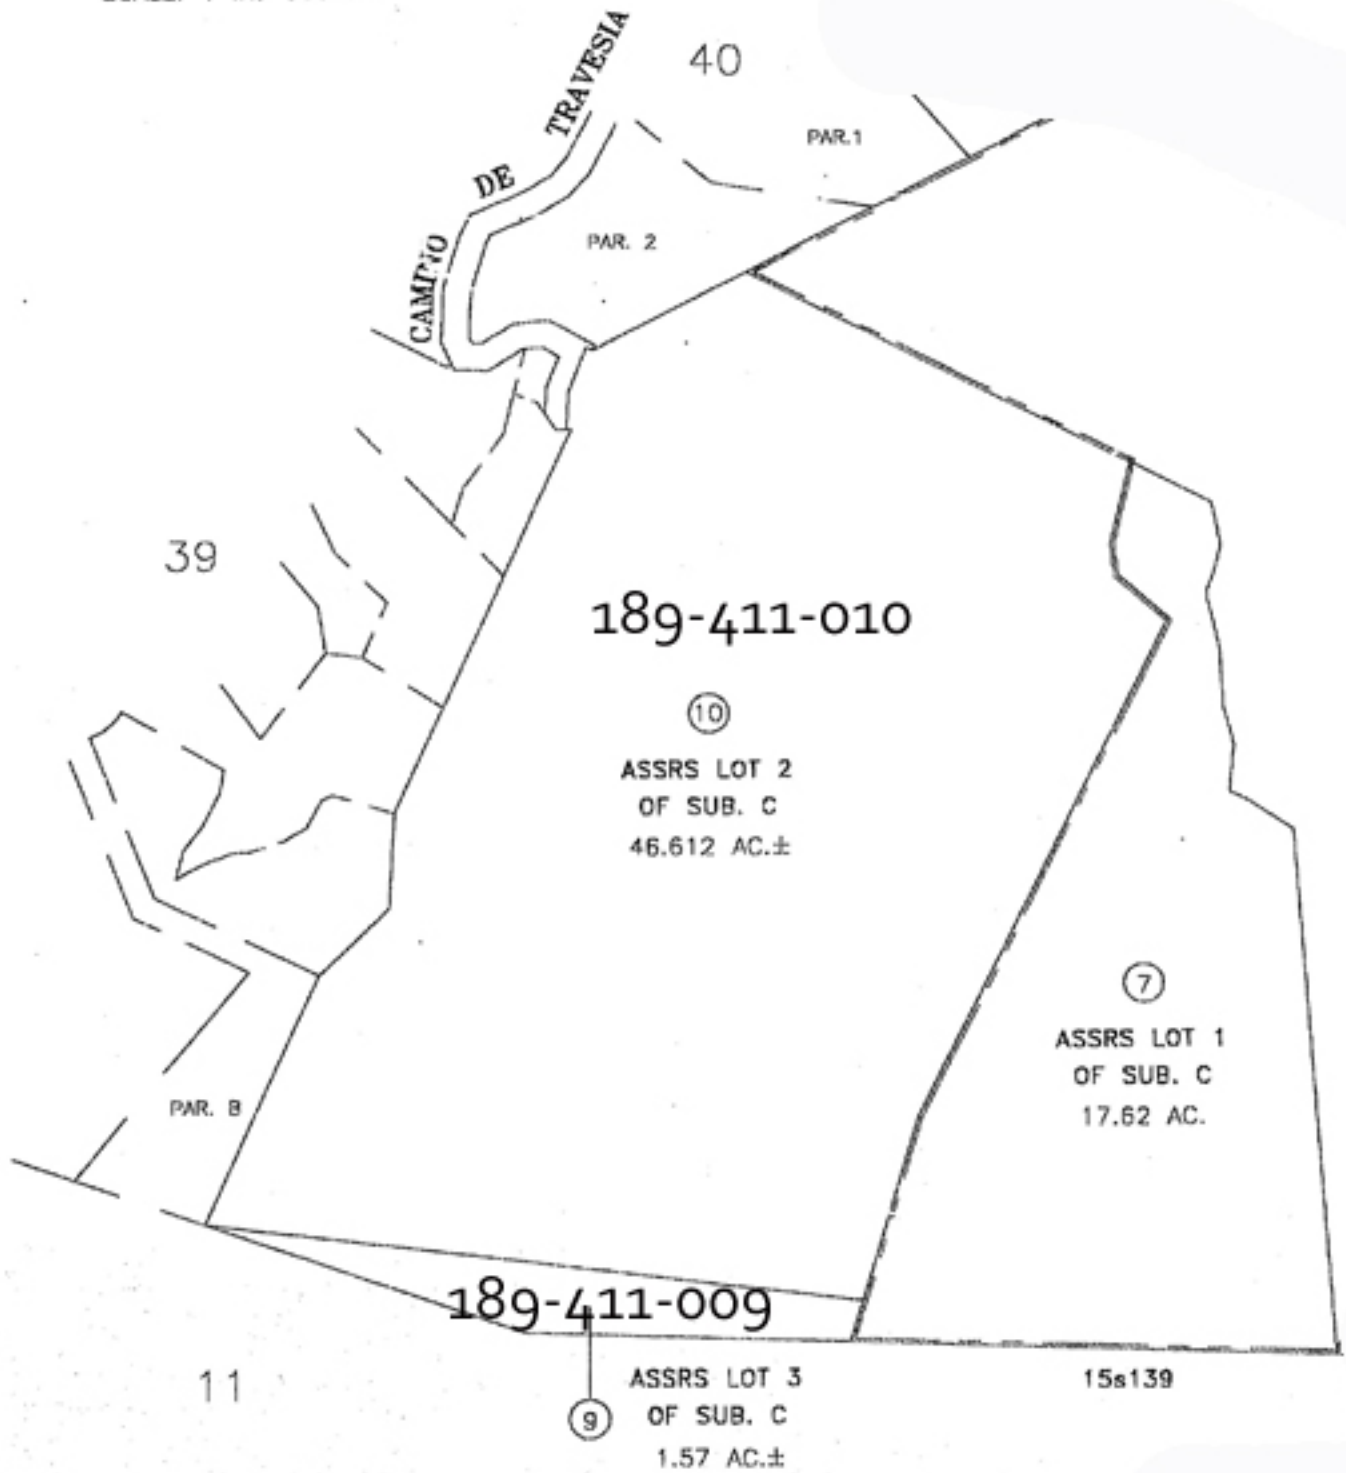 40
TRAVESIA
DE
CAMINO
PAR.1
PAR. 2
39
189-411-010
10
ASSRS LOT 2
OF SUB. C
46.612 AC.±
7
ASSRS LOT 1
OF SUB. C
17.62 AC.
PAR. B
189-411-009
11
ASSRS LOT 3
OF SUB. C
1.57 AC.±
9
15s139